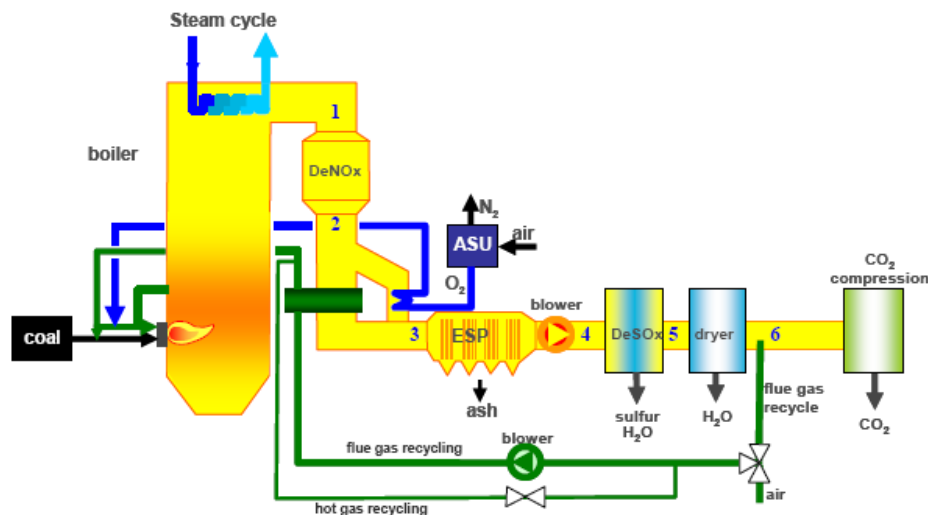 Steam cycle
1
boiler
DeNOx
2
N2
ASU
air
O2
CO2
compression
blower
coal
3
ESP
4
DeSOx
5
dryer
6
ash
sulfur
H2O
H2O
flue gas
recycle
CO2
flue gas recycling
blower
air
hot gas recycling